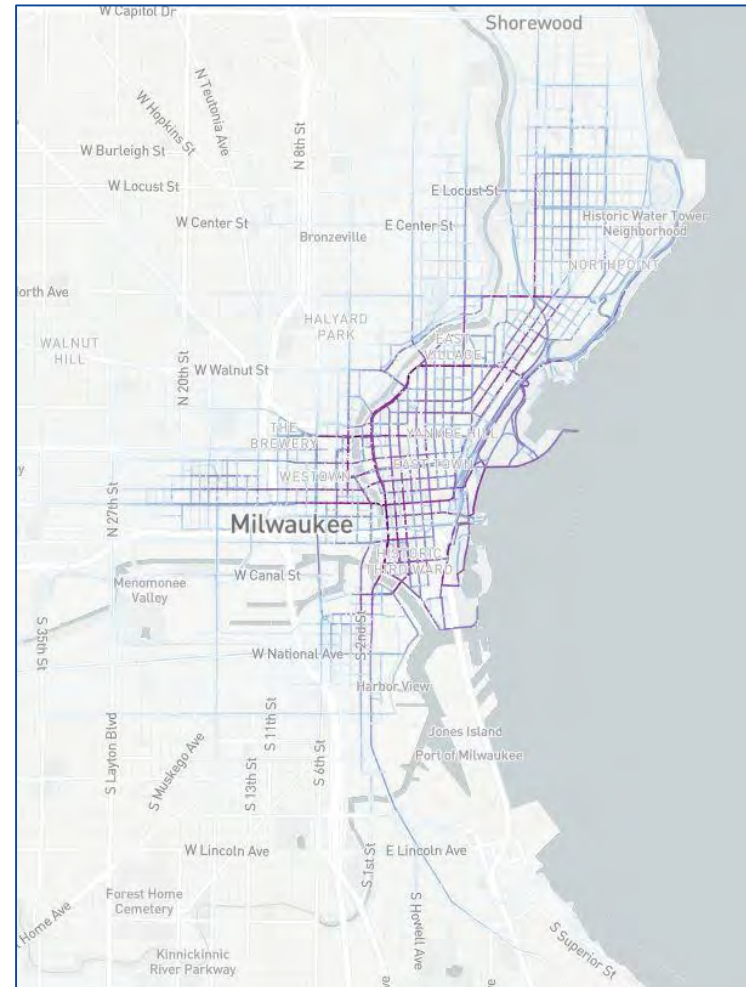 W Capitol Dr
Shorewood
N Teutonia Ave
W Hopkins St
N 8th St
W Burleigh St
W Locust St
E Locust St
W Center St
E Center St
Historic Water Tower
Neighborhood
Bronzeville
NORTHPOINT
orth Ave
HALYARD
PARK
WALNUT
HILL
EAST
VILLAGE
W Walnut St
N 20th St
THE
BREWERY
YANKEE HILL
EAST TOWN
WESTOWN
N 27th St
Milwaukee
HISTORIC
THIRD WARD
W Canal St
Menomonee
Valley
S 35th St
S 2nd St
W National Ave
Harbor View
S Layton Blvd
S 11th St
S 6th St
Jones Island
Port of Milwaukee
S Muskego Ave
S 13th St
W Lincoln Ave
E Lincoln Ave
S 1st St
Forest Home
Cemetery
Home Ave
S Howell Ave
S Superior St
Kinnickinnic
River Parkway